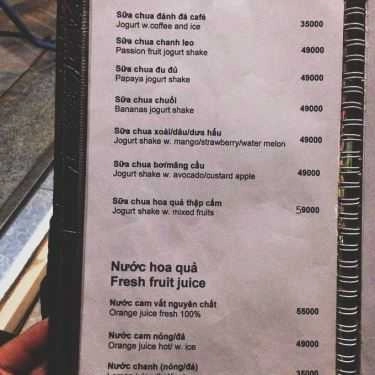 Sữa chua đánh đá café
Jogurt w.coffee and ice 35000
Sữa chua chanh leo
Passion fruit jogurt shake 49000
Sữa chua đu đủ
Papaya jogurt shake 49000
Sữa chua chuối
Bananas jogurt shake 49000
Sữa chua xoài/dâu/dưa hấu
Jogurt shake w. mango/strawberry/water melon 49000
Sữa chua bơ/mãng cầu
Jogurt shake w. avocado/custard apple 49000
Sữa chua hoa quả thập cẩm
Jogurt shake w. mixed fruits 59000
Nước hoa quả
Fresh fruit juice
Nước cam vắt nguyên chất
Orange juice fresh 100% 55000
Nước cam nóng/đá
Orange juice hot/ w. ice 49000
Nước chanh (nóng/đá)
35000